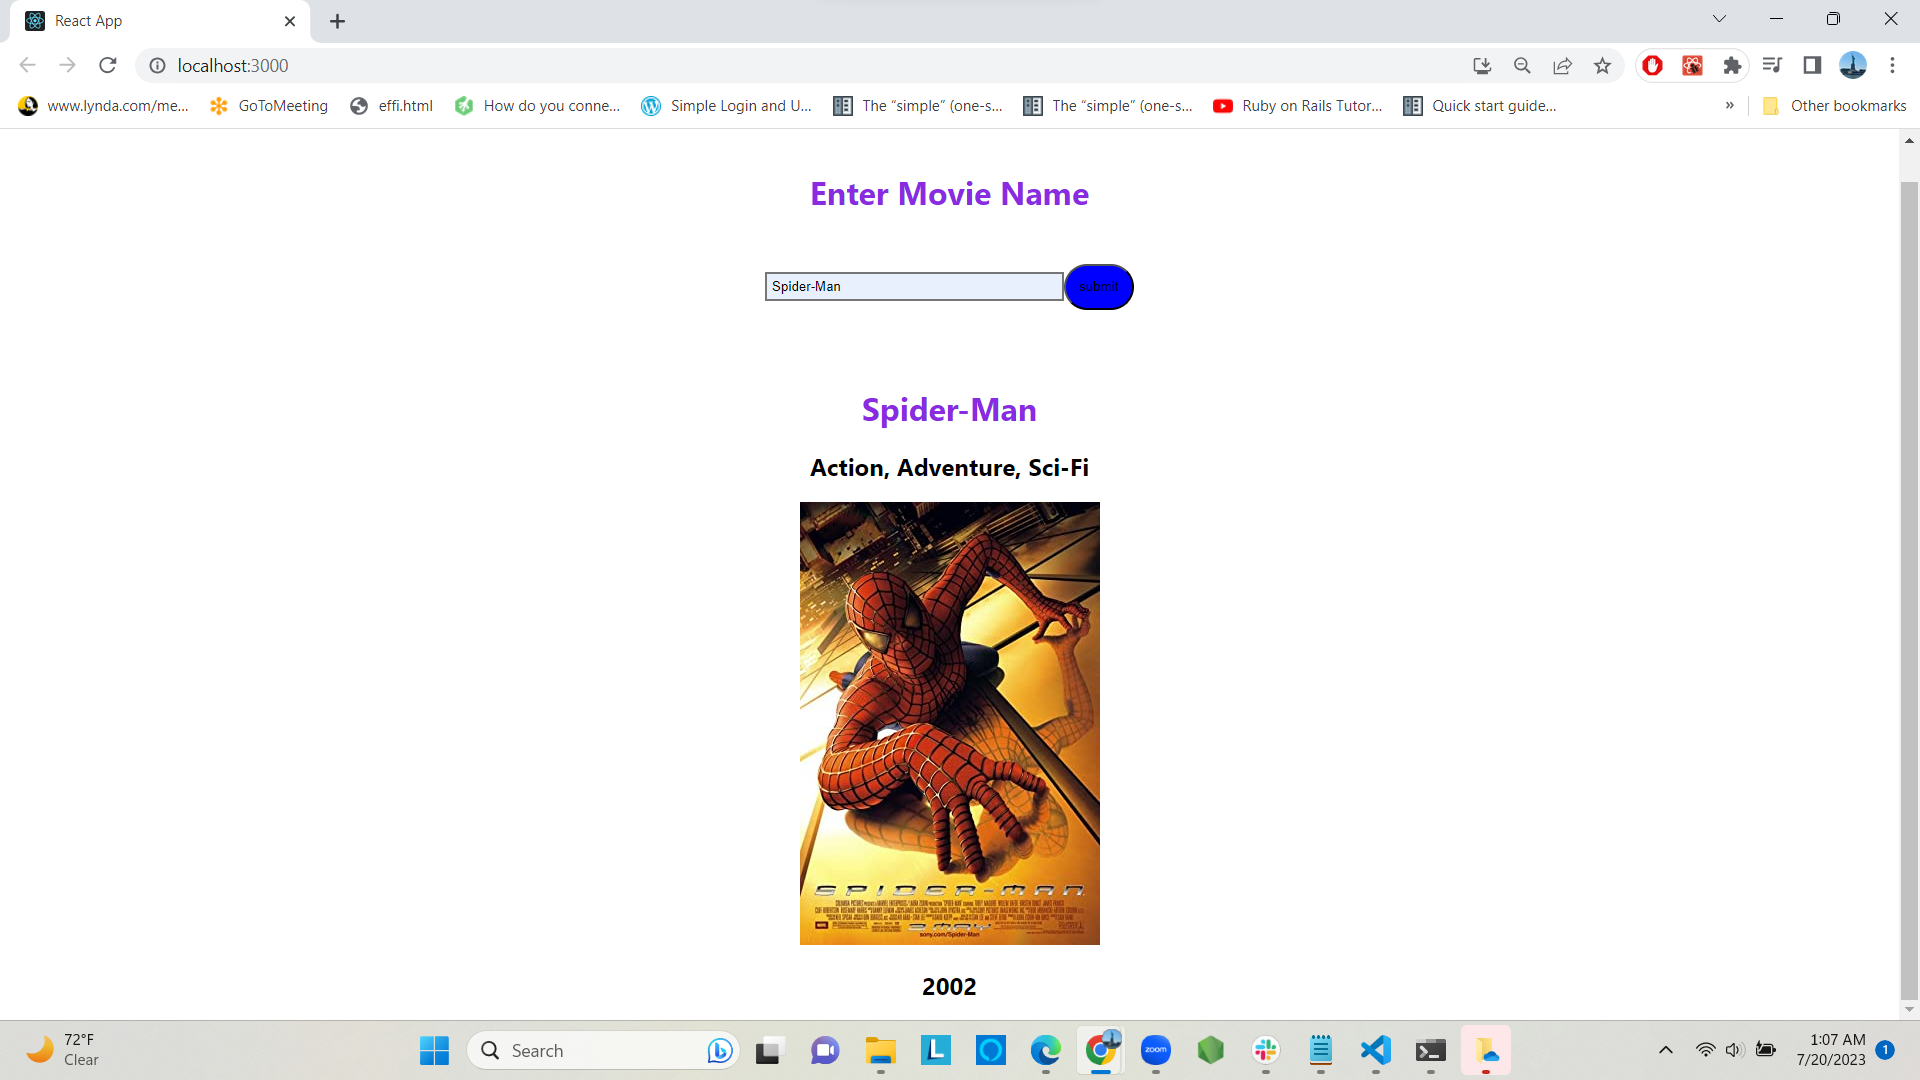 React App
localhost:3000
www.lynda.com/me...
GoToMeeting
effi.html
How do you conne...
Simple Login and U...
The “simple” (one-s...
The “simple” (one-s...
Ruby on Rails Tutor...
Quick start guide...
»
Other bookmarks
Enter Movie Name
Spider-Man
submit
Spider-Man
Action, Adventure, Sci-Fi
SPIDER-MAN
2 MAY
sony.com/Spider-Man
2002
72°F
Clear
Search
L
zoom
1:07 AM
7/20/2023
1